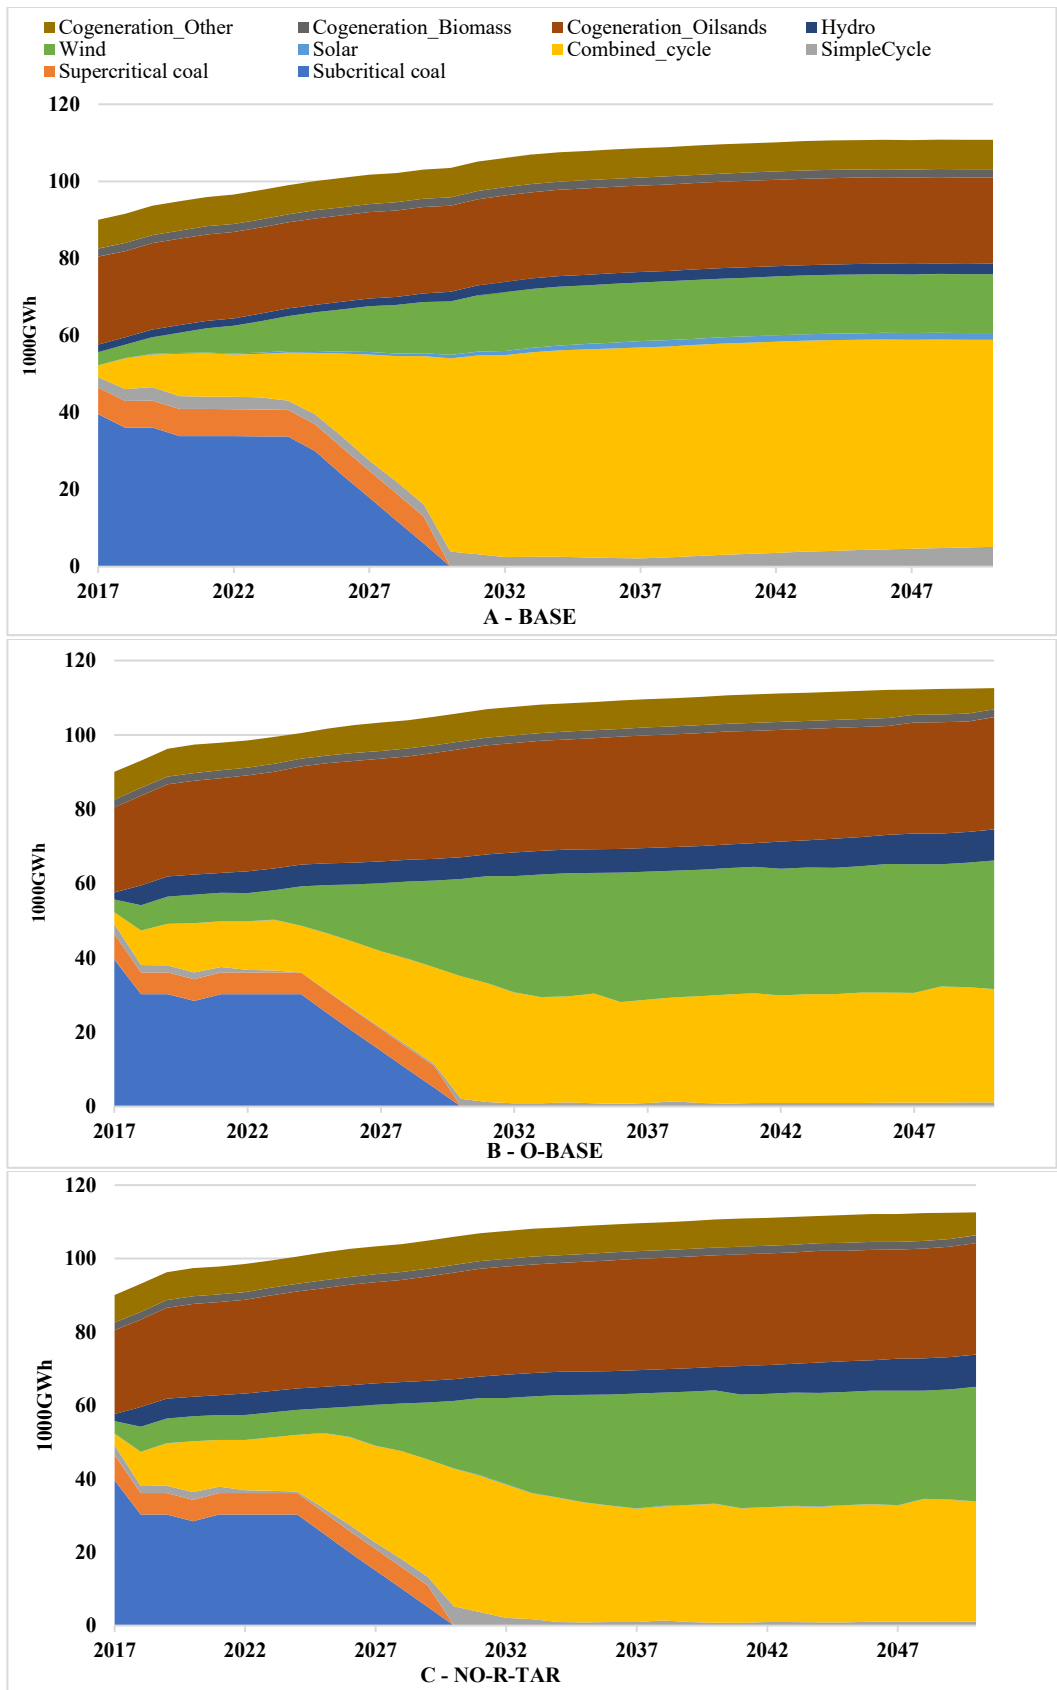 Cogeneration_Other Cogeneration_Biomass Cogeneration_Oilsands Hydro
Wind Solar Combined_cycle SimpleCycle
Supercritical coal Subcritical coal
120
100
80
60
40
20
0
1000GWh
2017 2022 2027 2032 2037 2042 2047
A - BASE
120
100
80
60
40
20
0
1000GWh
2017 2022 2027 2032 2037 2042 2047
B - O-BASE
120
100
80
60
40
20
0
1000GWh
2017 2022 2027 2032 2037 2042 2047
C - NO-R-TAR